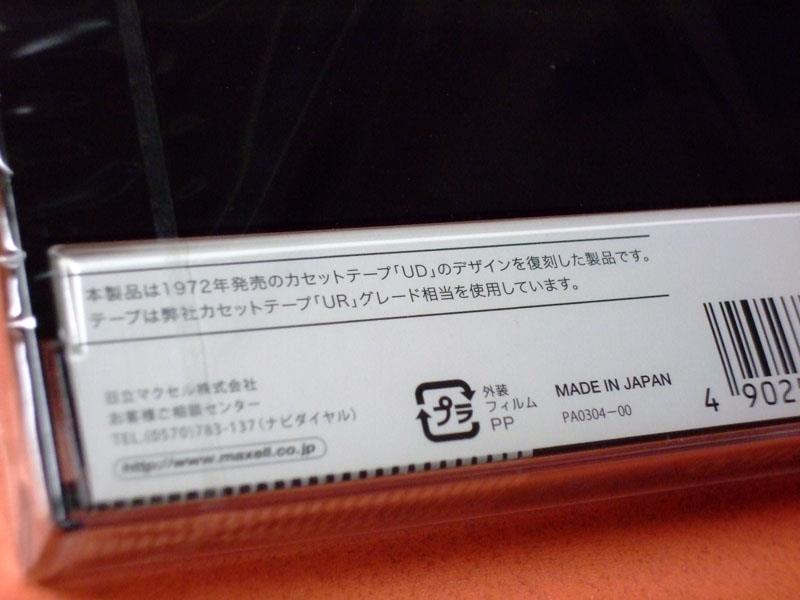 本製品は1972年発売のカセットテープ「UD」のデザインを復刻した製品です。
テープは弊社カセットテープ「UR」グレード相当を使用しています。
日立マクセル株式会社
お客様ご相談センター
TEL.(0570)783-137(ナビダイヤル)
http://www.maxell.co.jp
プラ
外装
フィルム
PP
MADE IN JAPAN
PA0304-00
4 902